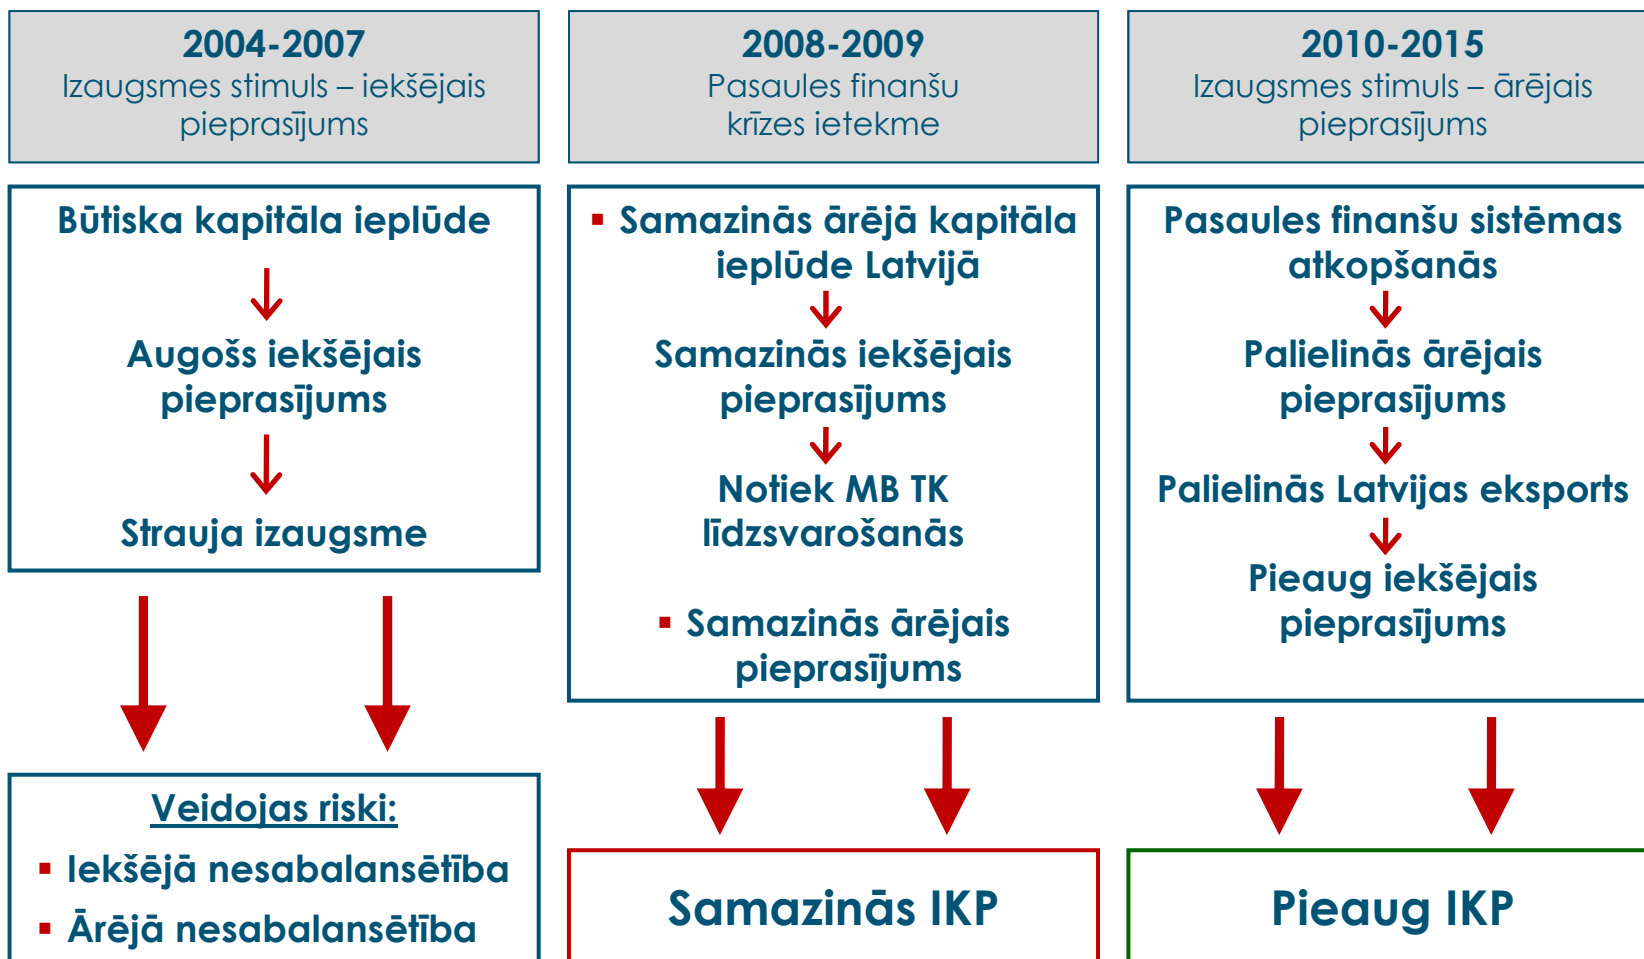 2004-2007
Izaugsmes stimuls – iekšējais
pieprasījums
Būtiska kapitāla ieplūde
Augošs iekšējais
pieprasījums
Strauja izaugsme
Veidojas riski:
▪ Iekšējā nesabalansētība
▪ Ārējā nesabalansētība
2008-2009
Pasaules finanšu
krīzes ietekme
▪ Samazinās ārējā kapitāla
ieplūde Latvijā
Samazinās iekšējais
pieprasījums
Notiek MB TK
līdzsvarošanās
▪ Samazinās ārējais
pieprasījums
Samazinās IKP
2010-2015
Izaugsmes stimuls – ārējais
pieprasījums
Pasaules finanšu sistēmas
atkopšanās
Palielinās ārējais
pieprasījums
Palielinās Latvijas eksports
Pieaug iekšējais
pieprasījums
Pieaug IKP